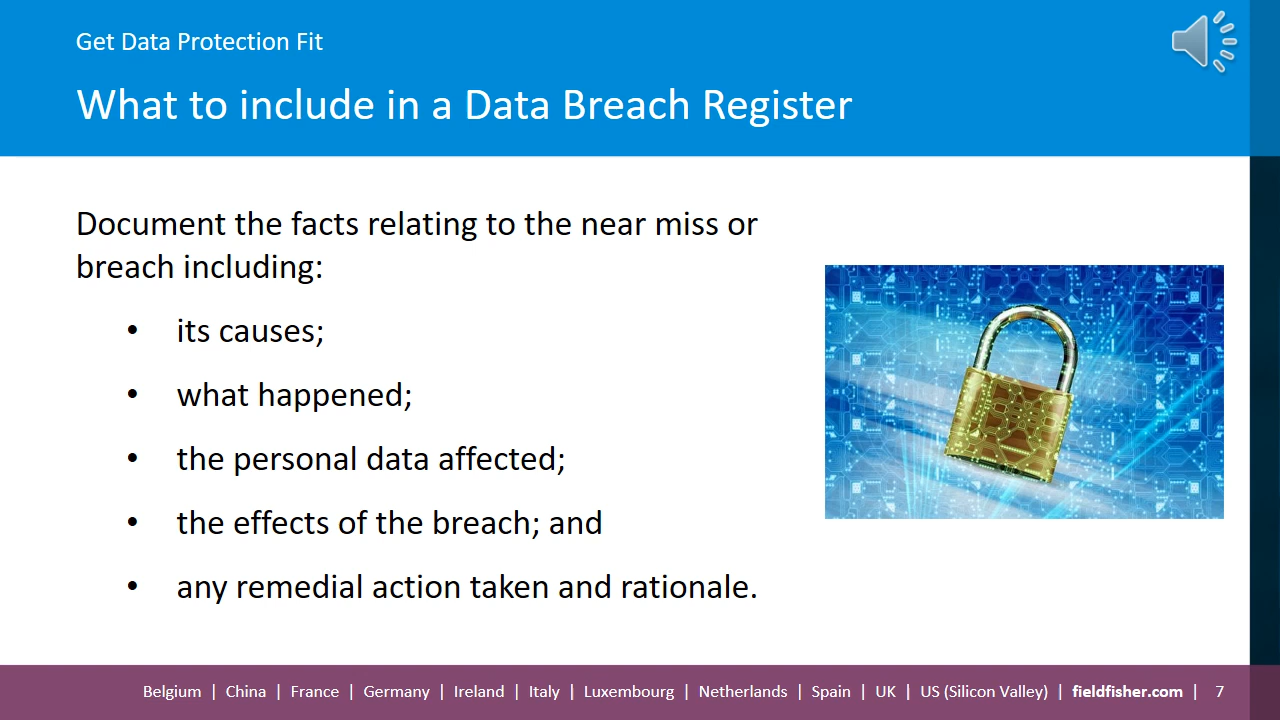 Get Data Protection Fit
What to include in a Data Breach Register
Document the facts relating to the near miss or
breach including:
• its causes;
• what happened;
• the personal data affected;
• the effects of the breach; and
• any remedial action taken and rationale.
Belgium | China | France | Germany | Ireland | Italy | Luxembourg | Netherlands | Spain | UK | US (Silicon Valley) | fieldfisher.com | 7